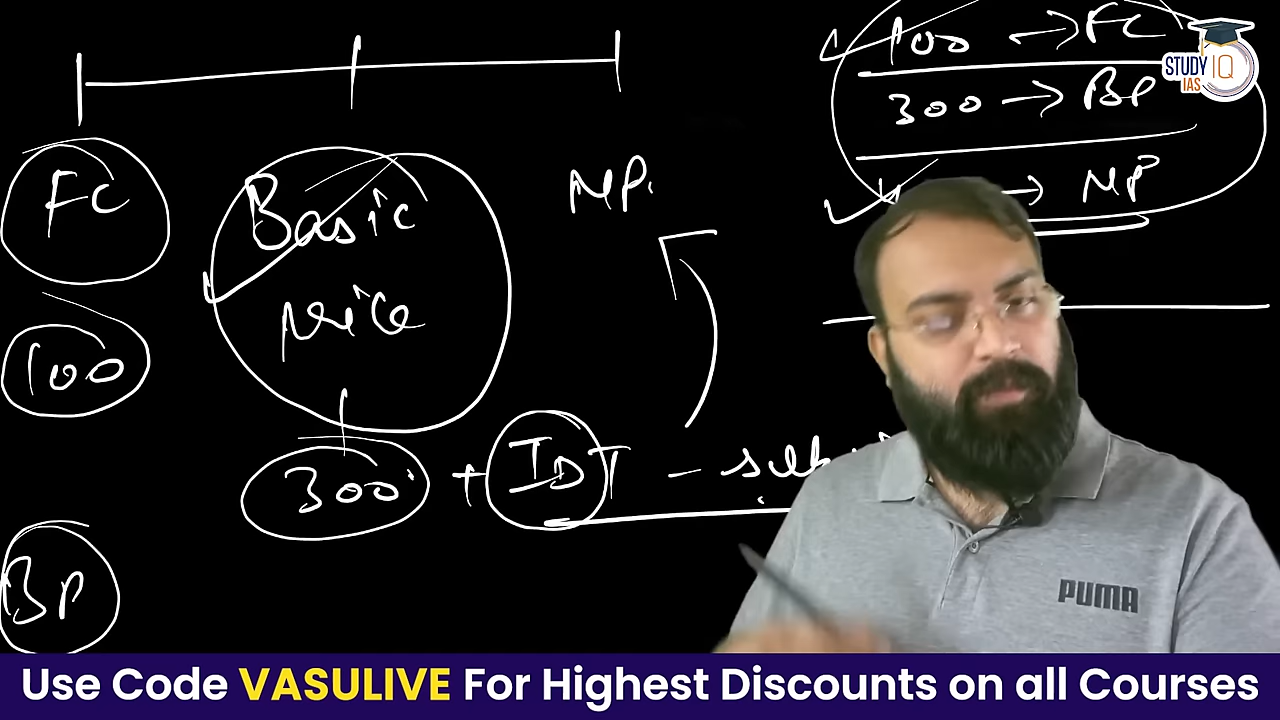 100 → FC
STUDY IQ
IAS
300 → BP
→ MP
FC
Basic
price
MP.
100
300 + IDT -
BP
PUMA
Use Code VASULIVE For Highest Discounts on all Courses